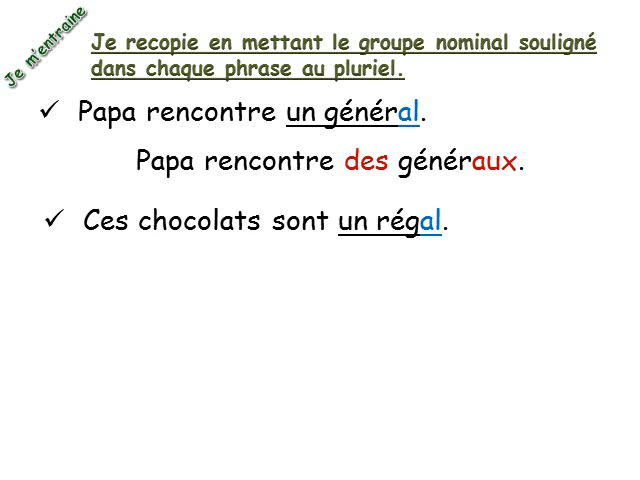 Je m'entraine
Je recopie en mettant le groupe nominal souligné
dans chaque phrase au pluriel.
✓ Papa rencontre un général.
Papa rencontre des généraux.
✓ Ces chocolats sont un régal.